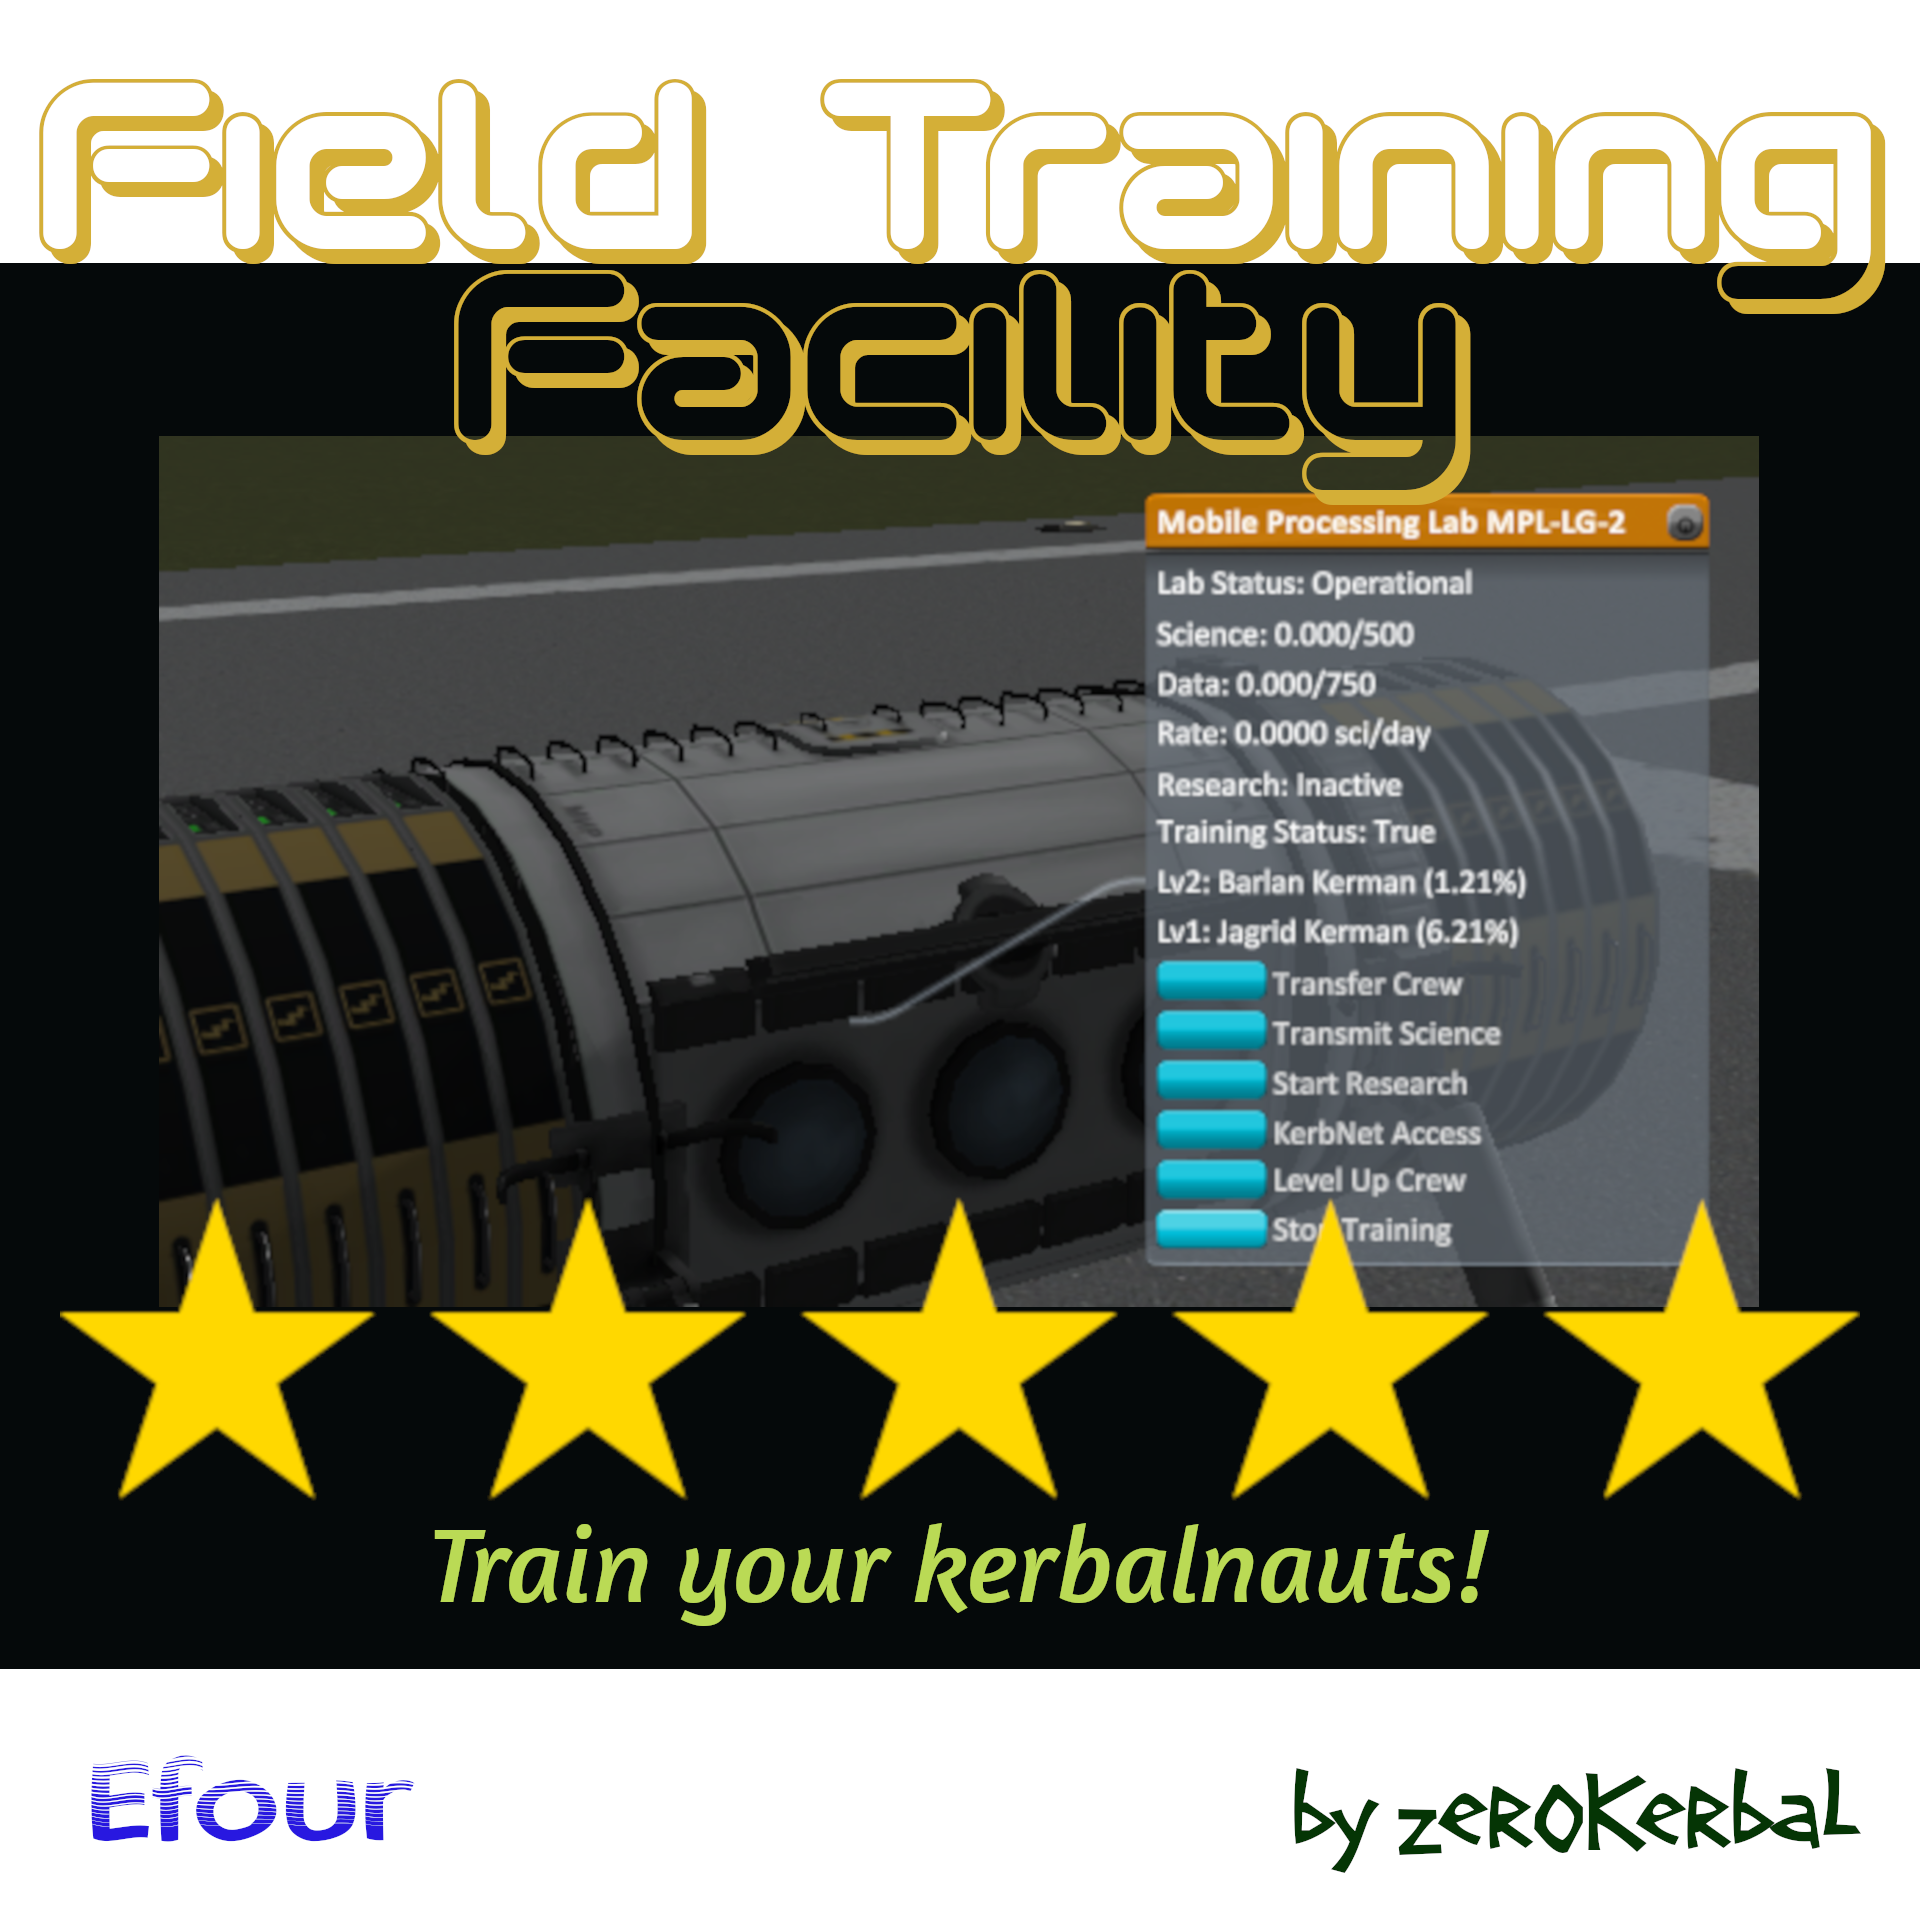 Field Training
Facility
Mobile Processing Lab MPL-LG-2
Lab Status: Operational
Science: 0.000/500
Data: 0.000/750
Rate: 0.0000 sci/day
Research: Inactive
Training Status: True
Lv2: Barlan Kerman (1.21%)
Lv1: Jagrid Kerman (6.21%)
Transfer Crew
Transmit Science
Start Research
KerbNet Access
Level Up Crew
Stop Training
Train your kerbalnauts!
Efour
by zeroKerbal